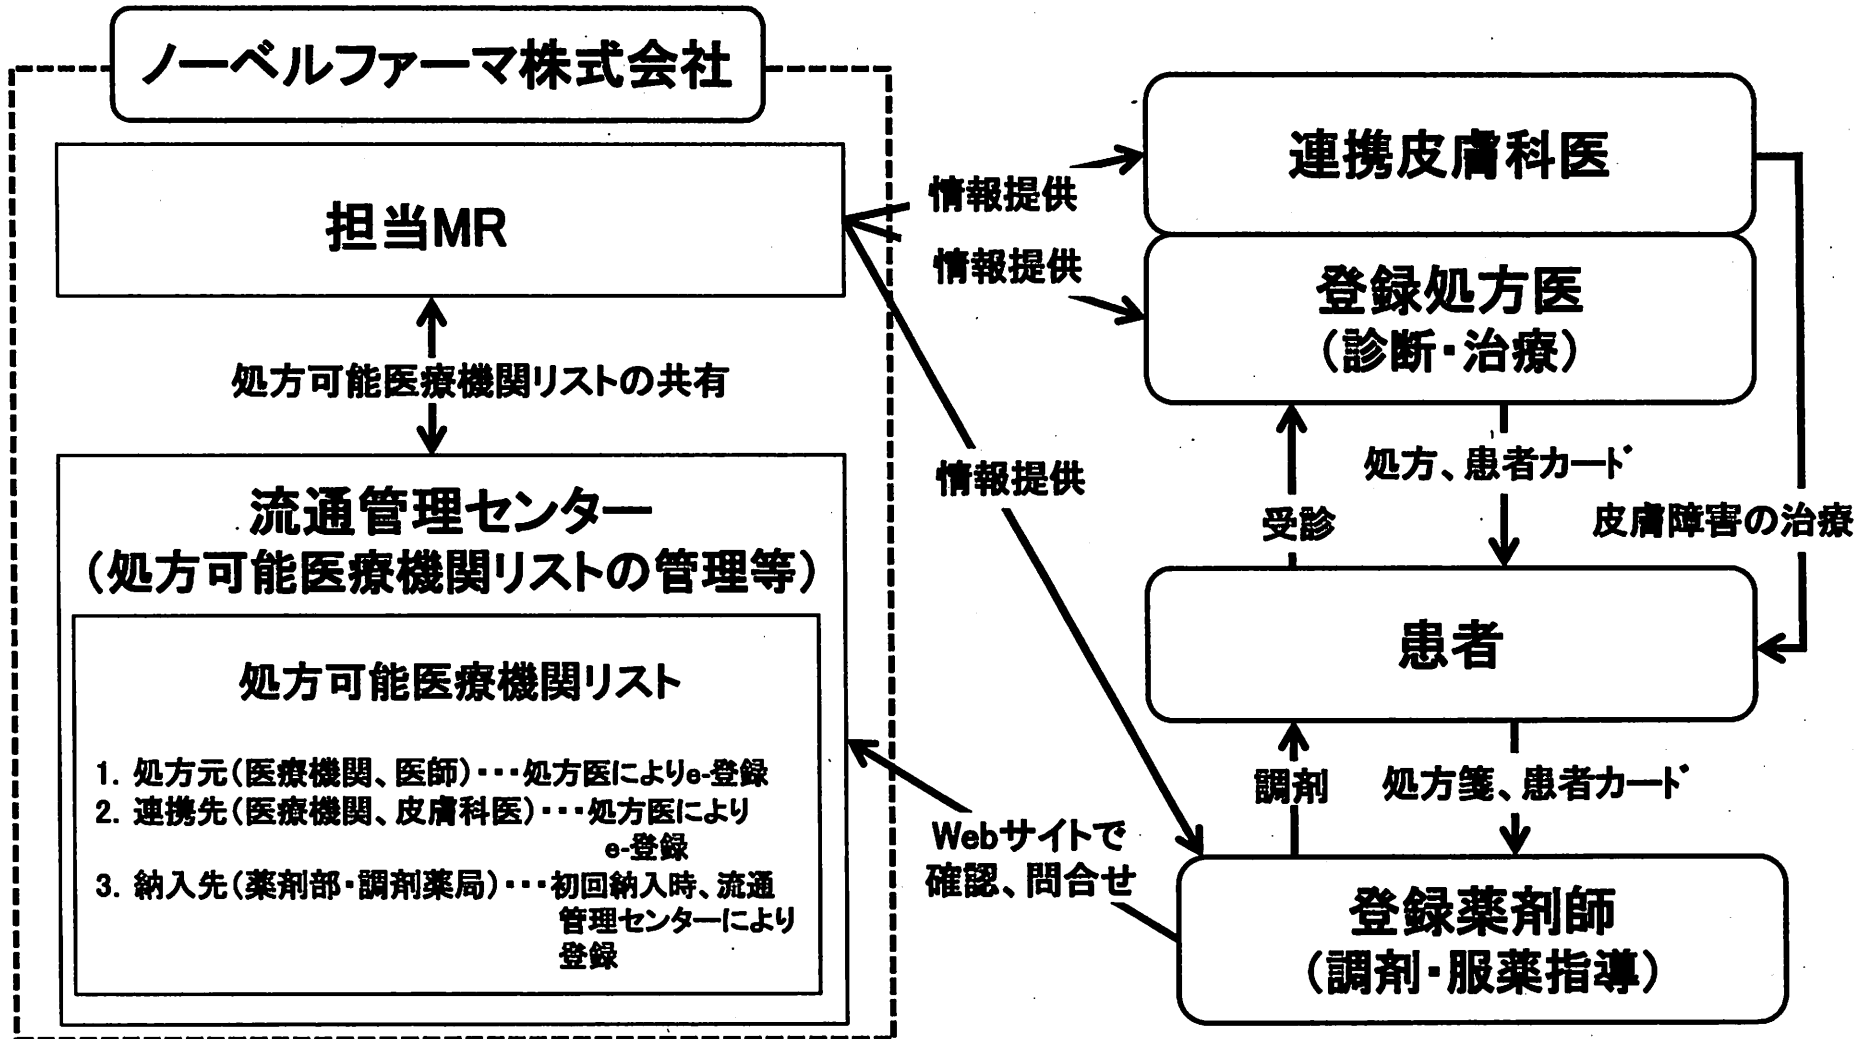 ノーベルファーマ株式会社
担当MR
処方可能医療機関リストの共有
流通管理センター
(処方可能医療機関リストの管理等)
処方可能医療機関リスト
1. 処方元(医療機関、医師)・・・処方医によりe-登録
2. 連携先(医療機関、皮膚科医)・・・処方医により
e-登録
3. 納入先(薬剤部・調剤薬局)・・・初回納入時、流通
管理センターにより
登録
情報提供
情報提供
情報提供
Webサイトで
確認、問合せ
連携皮膚科医
登録処方医
(診断・治療)
受診
処方、患者カード
皮膚障害の治療
患者
調剤
処方箋、患者カード
登録薬剤師
(調剤・服薬指導)